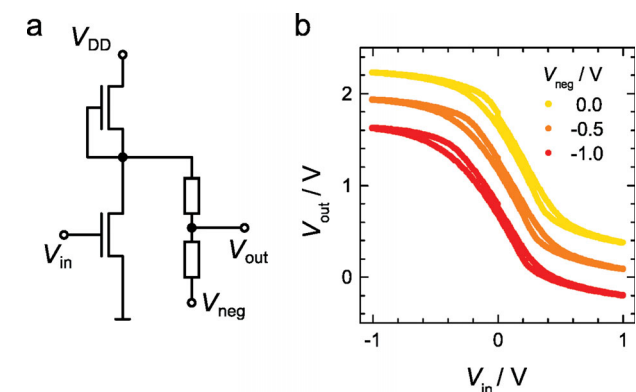 a
V_DD
V_in
V_out
V_neg
b
V_out / V
2
1
0
V_neg / V
0.0
-0.5
-1.0
-1
0
1
V_in / V